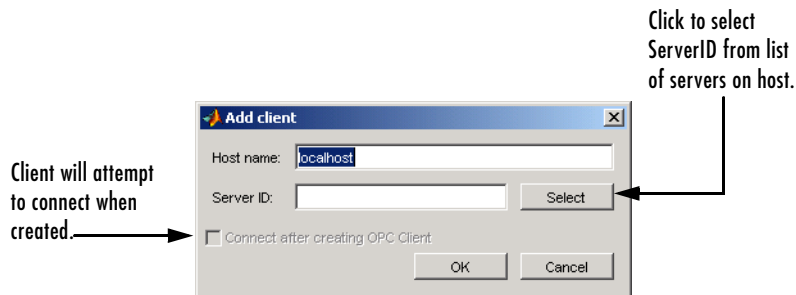 Click to select
ServerID from list
of servers on host.
Add client
Host name: localhost
Server ID: Select
Client will attempt
to connect when
created.
Connect after creating OPC Client
OK Cancel